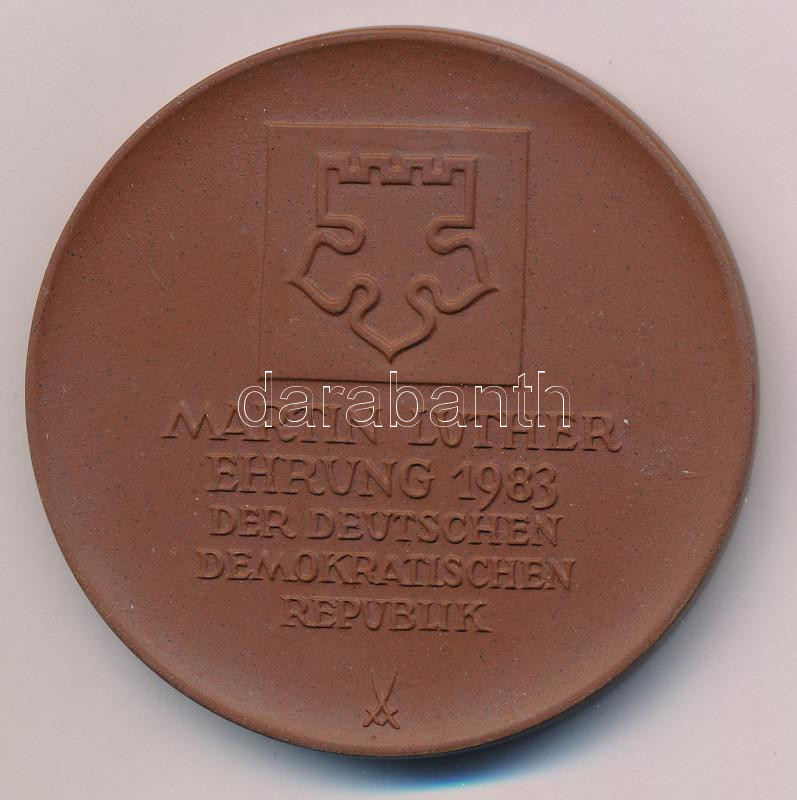 darabanth
MARTIN LUTHER
EHRUNG 1983
DER DEUTSCHEN
DEMOKRATISCHEN
REPUBLIK